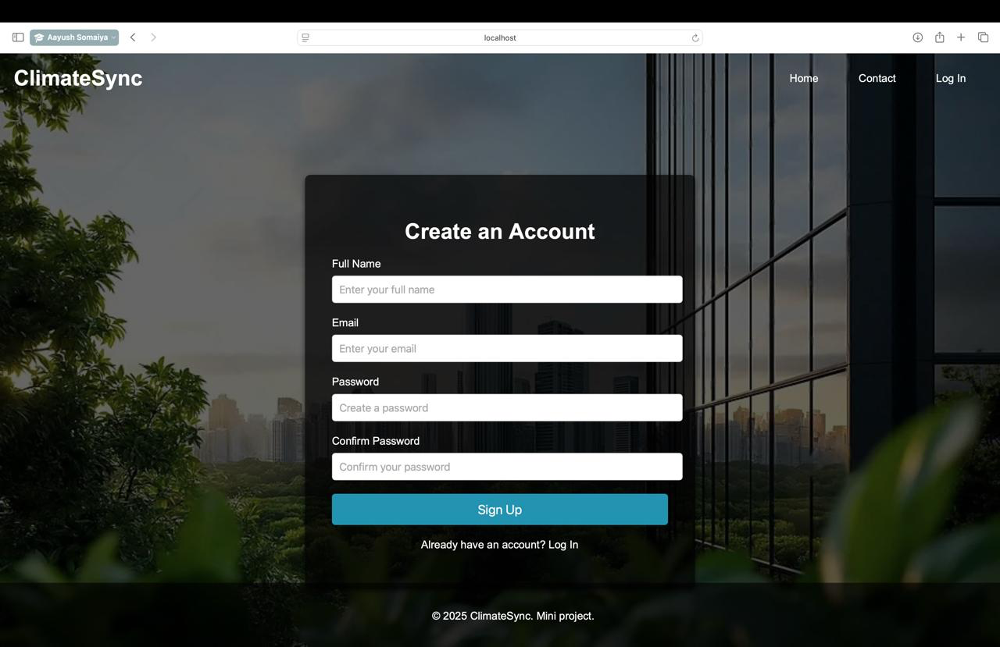 Aayush Somaiya
localhost
ClimateSync
Home Contact Log In
Create an Account
Full Name
Enter your full name
Email
Enter your email
Password
Create a password
Confirm Password
Confirm your password
Sign Up
Already have an account? Log In
© 2025 ClimateSync. Mini project.